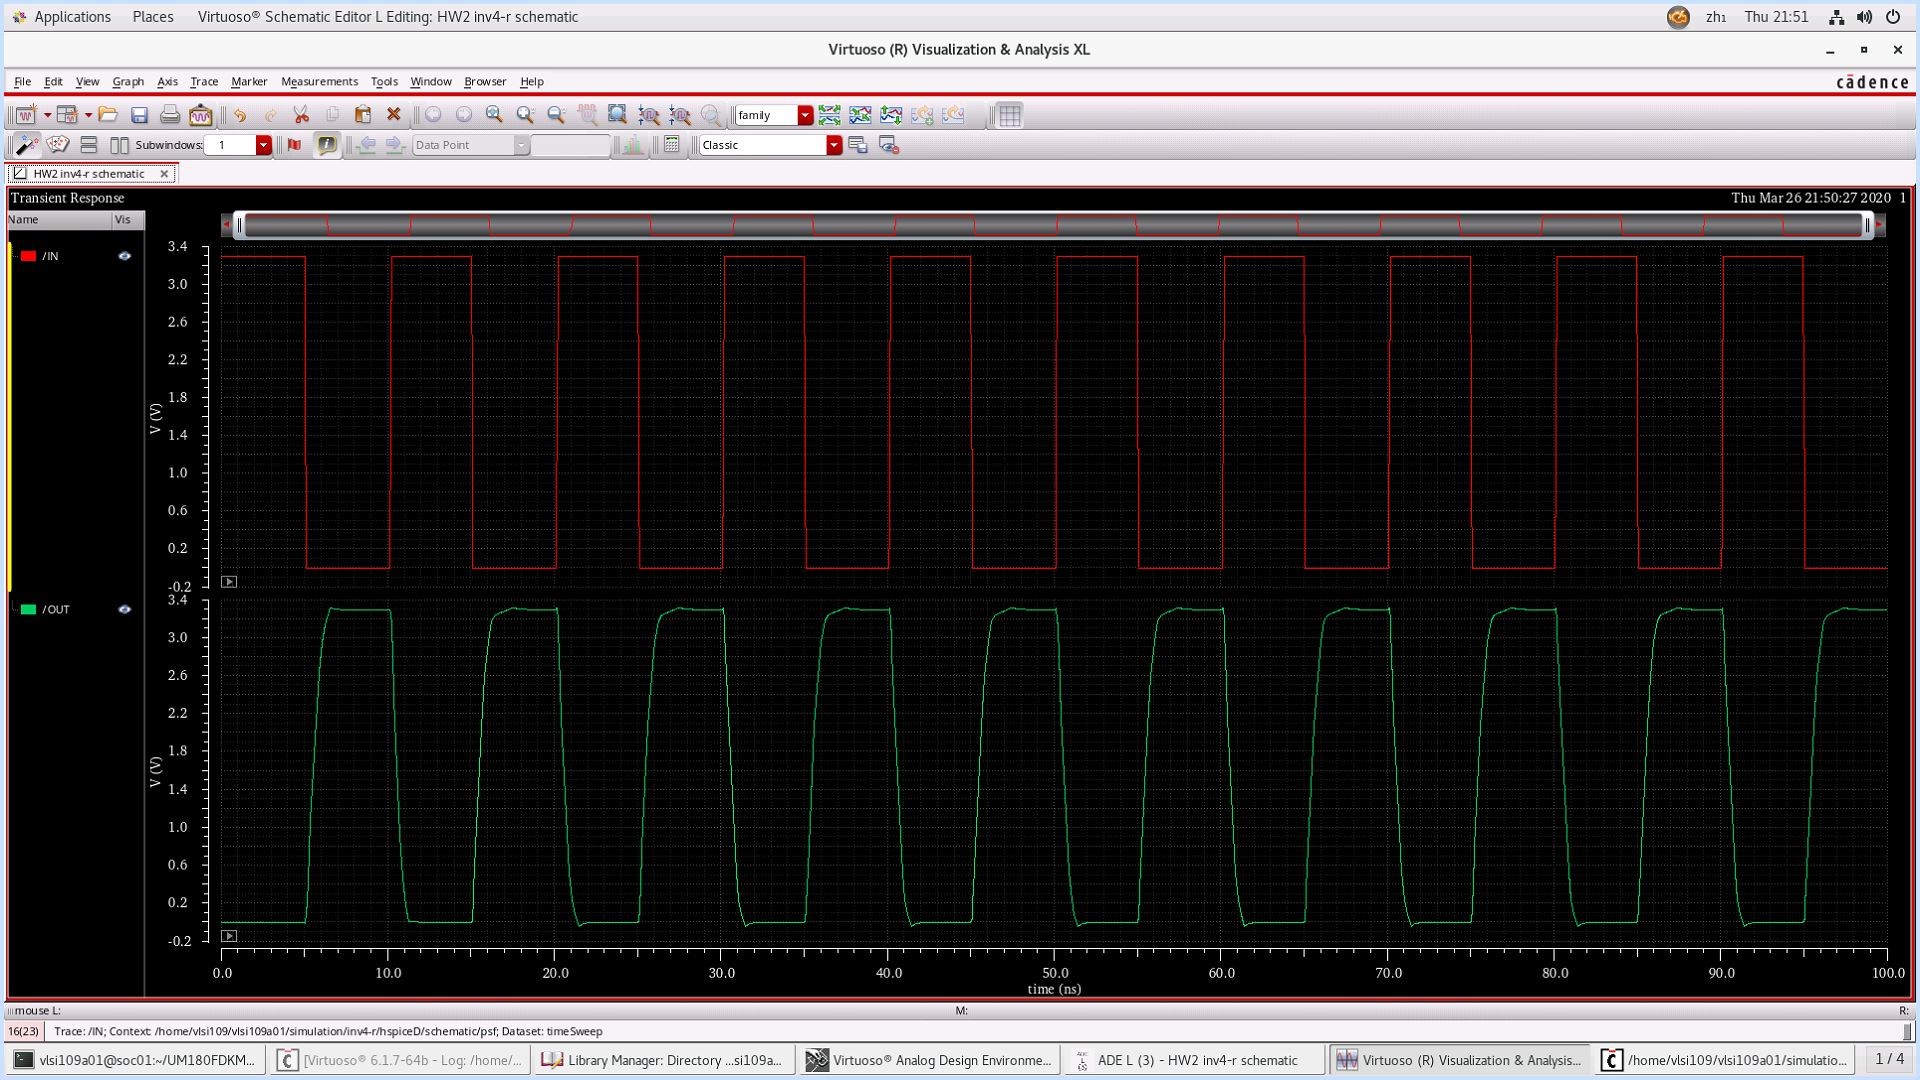 Applications Places Virtuoso® Schematic Editor L Editing: HW2 inv4-r schematic zh₁ Thu 21:51
Virtuoso (R) Visualization & Analysis XL
File Edit View Graph Axis Trace Marker Measurements Tools Window Browser Help cādence
family
Subwindows: 1 Data Point Classic
HW2 inv4-r schematic
Transient Response Thu Mar 26 21:50:27 2020 1
Name Vis
/IN
3.4
3.0
2.6
2.2
1.8
V (V)
1.4
1.0
0.6
0.2
-0.2
/OUT
3.4
3.0
2.6
2.2
1.8
V (V)
1.4
1.0
0.6
0.2
-0.2
0.0 10.0 20.0 30.0 40.0 50.0 60.0 70.0 80.0 90.0 100.0
time (ns)
mouse L: M: R:
16(23) Trace: /IN; Context: /home/vlsi109/vlsi109a01/simulation/inv4-r/hspiceD/schematic/psf; Dataset: timeSweep
vlsi109a01@soc01:~/UM180FDKM... [Virtuoso® 6.1.7-64b - Log: /home/... Library Manager: Directory ...si109a... Virtuoso® Analog Design Environme... ADE L (3) - HW2 inv4-r schematic Virtuoso (R) Visualization & Analysis... /home/vlsi109/vlsi109a01/simulatio... 1 / 4